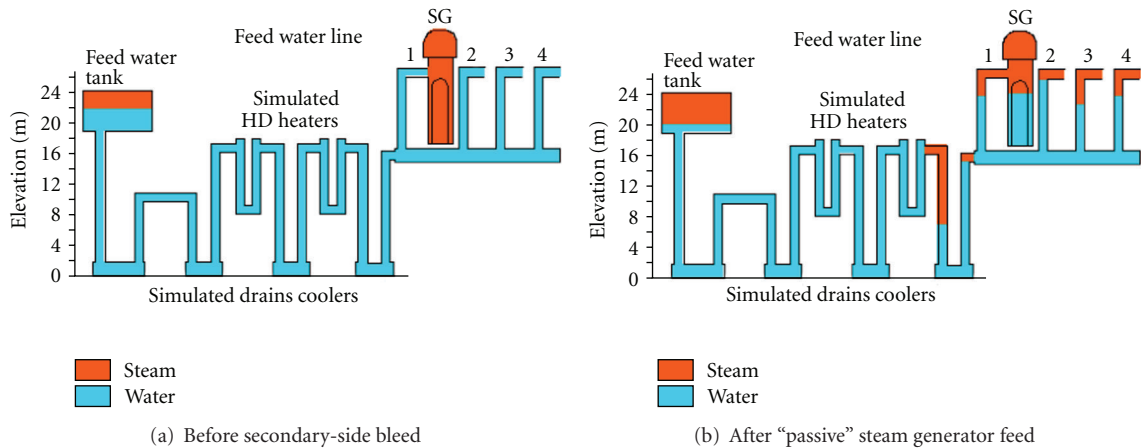 SG
Feed water line
Feed water
tank
1 2 3 4
24
20
16
12
8
4
0
Elevation (m)
Simulated
HD heaters
Simulated drains coolers
Steam
Water
(a) Before secondary-side bleed
SG
Feed water line
Feed water
tank
1 2 3 4
24
20
16
12
8
4
0
Elevation (m)
Simulated
HD heaters
Simulated drains coolers
Steam
Water
(b) After “passive” steam generator feed